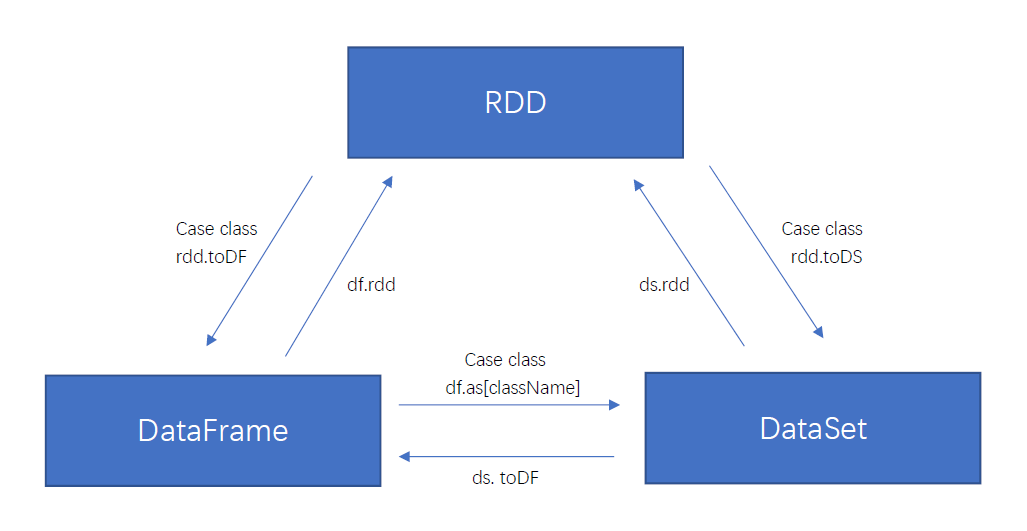 RDD
Case class
rdd.toDF
df.rdd
ds.rdd
Case class
rdd.toDS
Case class
df.as[className]
DataFrame
DataSet
ds. toDF